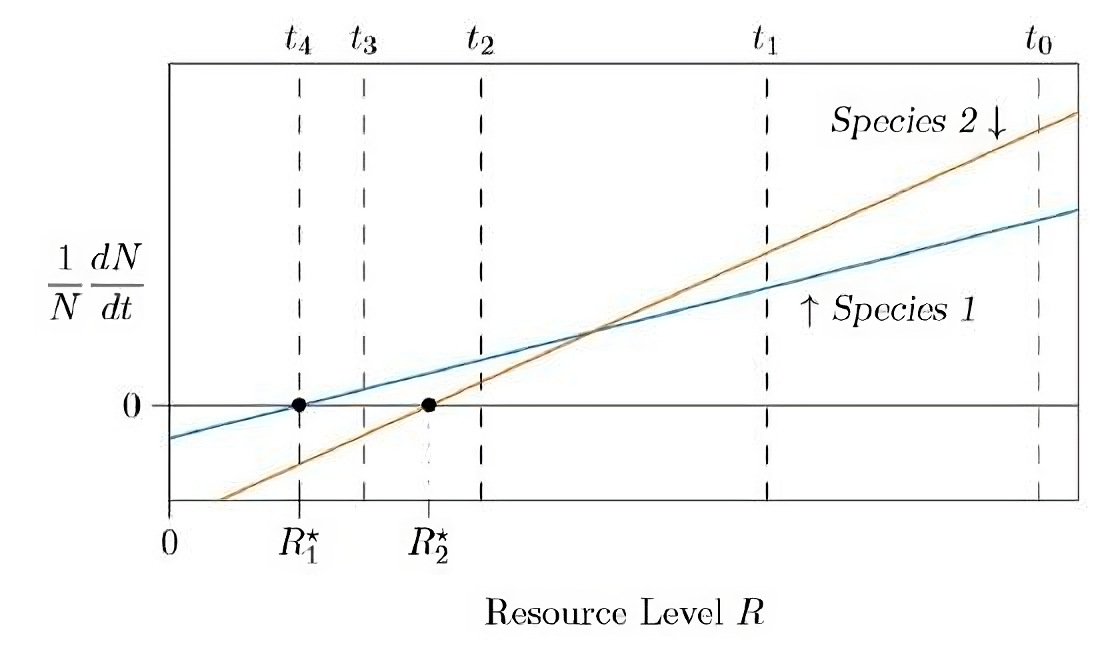 t₄ t₃ t₂ t₁ t₀
Species 2 ↓
1/N dN/dt
↑ Species 1
0
0 R₁* R₂*
Resource Level R